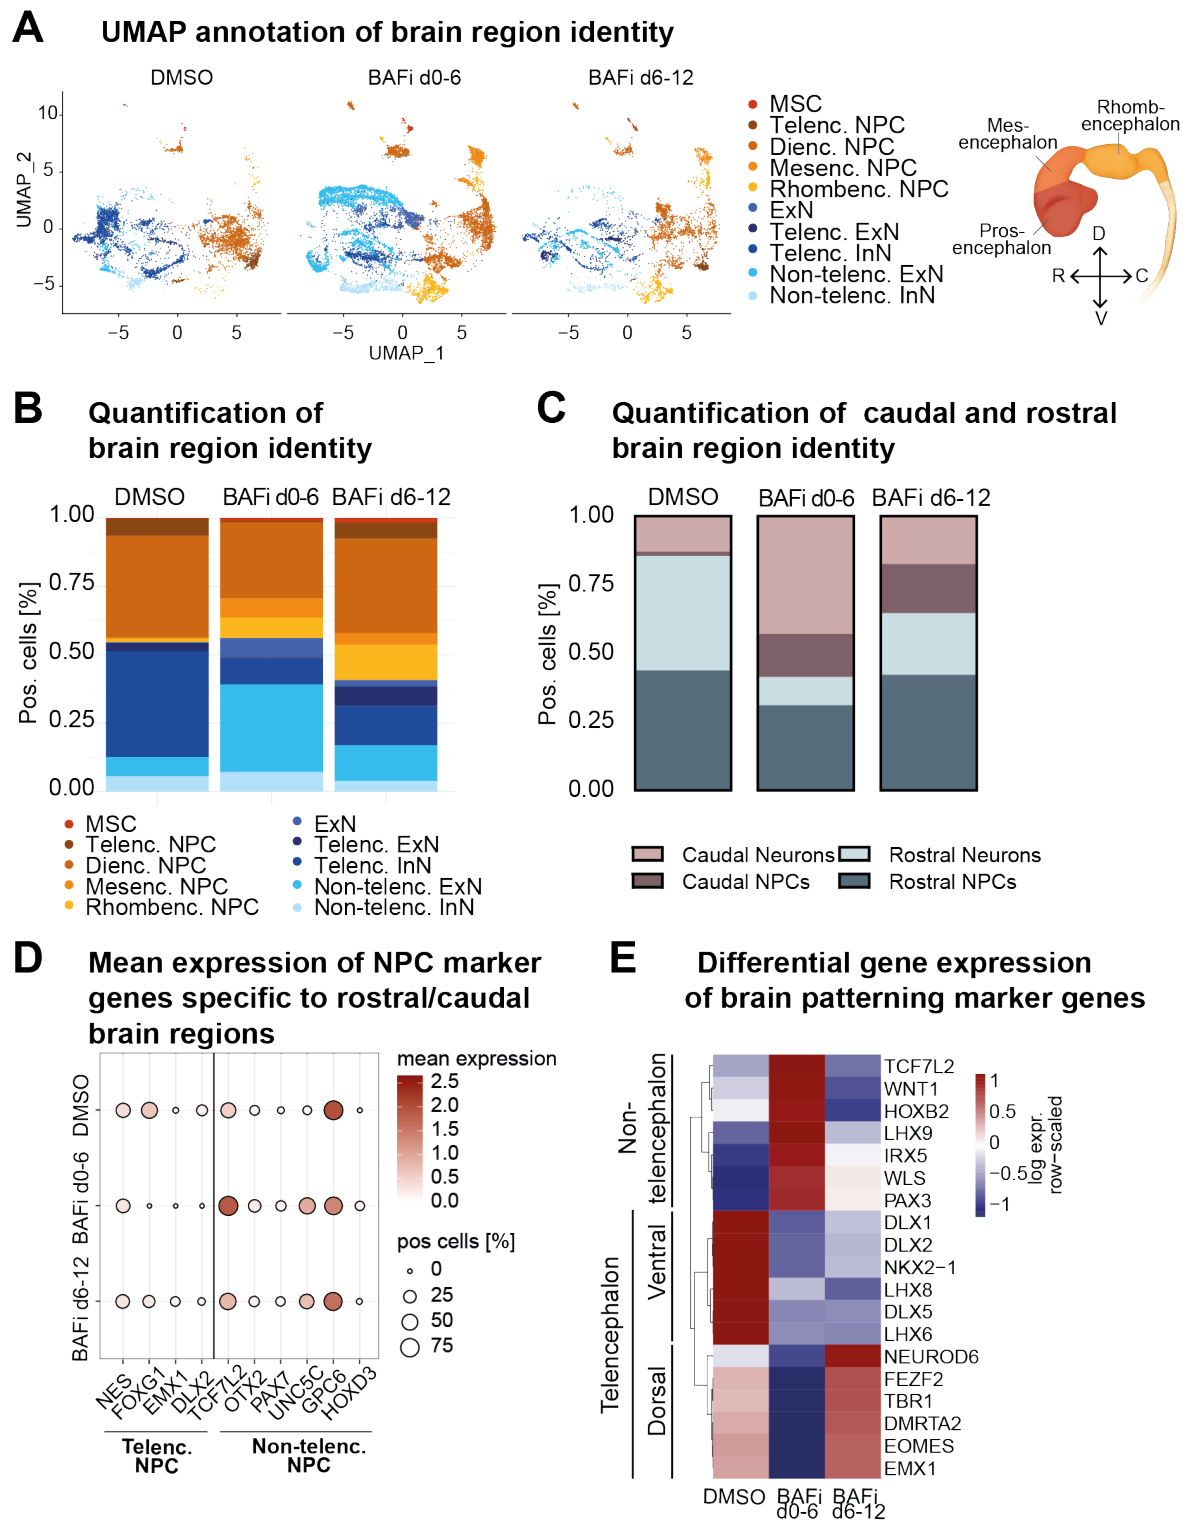 A
UMAP annotation of brain region identity
DMSO
BAFi d0-6
BAFi d6-12
UMAP_2
10
5
0
−5
−5
0
5
−5
0
5
−5
0
5
UMAP_1
MSC
Telenc. NPC
Dienc. NPC
Mesenc. NPC
Rhombenc. NPC
ExN
Telenc. ExN
Telenc. InN
Non-telenc. ExN
Non-telenc. InN
Rhomb-
encephalon
Mes-
encephalon
Pros-
encephalon
D
R
C
V
B
Quantification of
brain region identity
DMSO
BAFi d0-6
BAFi d6-12
Pos. cells [%]
1.00
0.75
0.50
0.25
0.00
MSC
Telenc. NPC
Dienc. NPC
Mesenc. NPC
Rhombenc. NPC
ExN
Telenc. ExN
Telenc. InN
Non-telenc. ExN
Non-telenc. InN
C
Quantification of caudal and rostral
brain region identity
DMSO
BAFi d0-6
BAFi d6-12
Pos. cells [%]
1.00
0.75
0.50
0.25
0.00
Caudal Neurons
Rostral Neurons
Caudal NPCs
Rostral NPCs
D
Mean expression of NPC marker
genes specific to rostral/caudal
brain regions
DMSO
BAFi d0-6
BAFi d6-12
NES
FOXG1
EMX1
DLX2
TCF7L2
OTX2
PAX7
UNC5C
GPC6
HOXD3
Telenc.
NPC
Non-telenc.
NPC
mean expression
2.5
2.0
1.5
1.0
0.5
0.0
pos cells [%]
0
25
50
75
E
Differential gene expression
of brain patterning marker genes
Non-
telencephalon
Telencephalon
Ventral
Dorsal
TCF7L2
WNT1
HOXB2
LHX9
IRX5
WLS
PAX3
DLX1
DLX2
NKX2−1
LHX8
DLX5
LHX6
NEUROD6
FEZF2
TBR1
DMRTA2
EOMES
EMX1
DMSO
BAFi
d0-6
BAFi
d6-12
1
0.5
0
−0.5
−1
log expr.
row−scaled